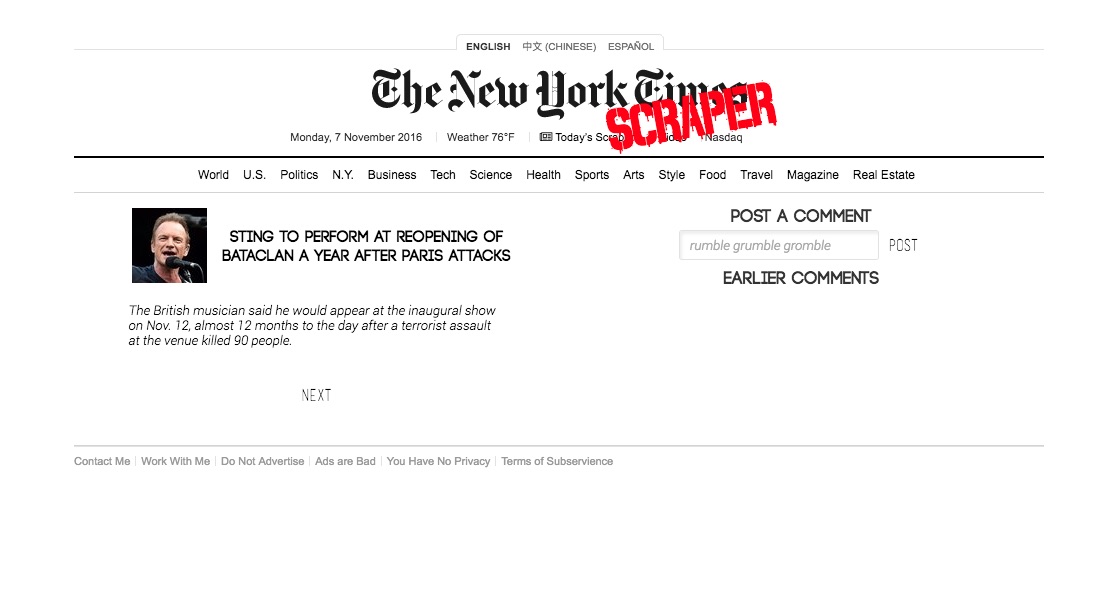 ENGLISH 中文 (CHINESE) ESPAÑOL
The New York Times
SCRAPER
Monday, 7 November 2016 Weather 76°F Today's Nasdaq
World U.S. Politics N.Y. Business Tech Science Health Sports Arts Style Food Travel Magazine Real Estate
STING TO PERFORM AT REOPENING OF
BATACLAN A YEAR AFTER PARIS ATTACKS
The British musician said he would appear at the inaugural show
on Nov. 12, almost 12 months to the day after a terrorist assault
at the venue killed 90 people.
NEXT
POST A COMMENT
rumble grumble gromble POST
EARLIER COMMENTS
Contact Me Work With Me Do Not Advertise Ads are Bad You Have No Privacy Terms of Subservience